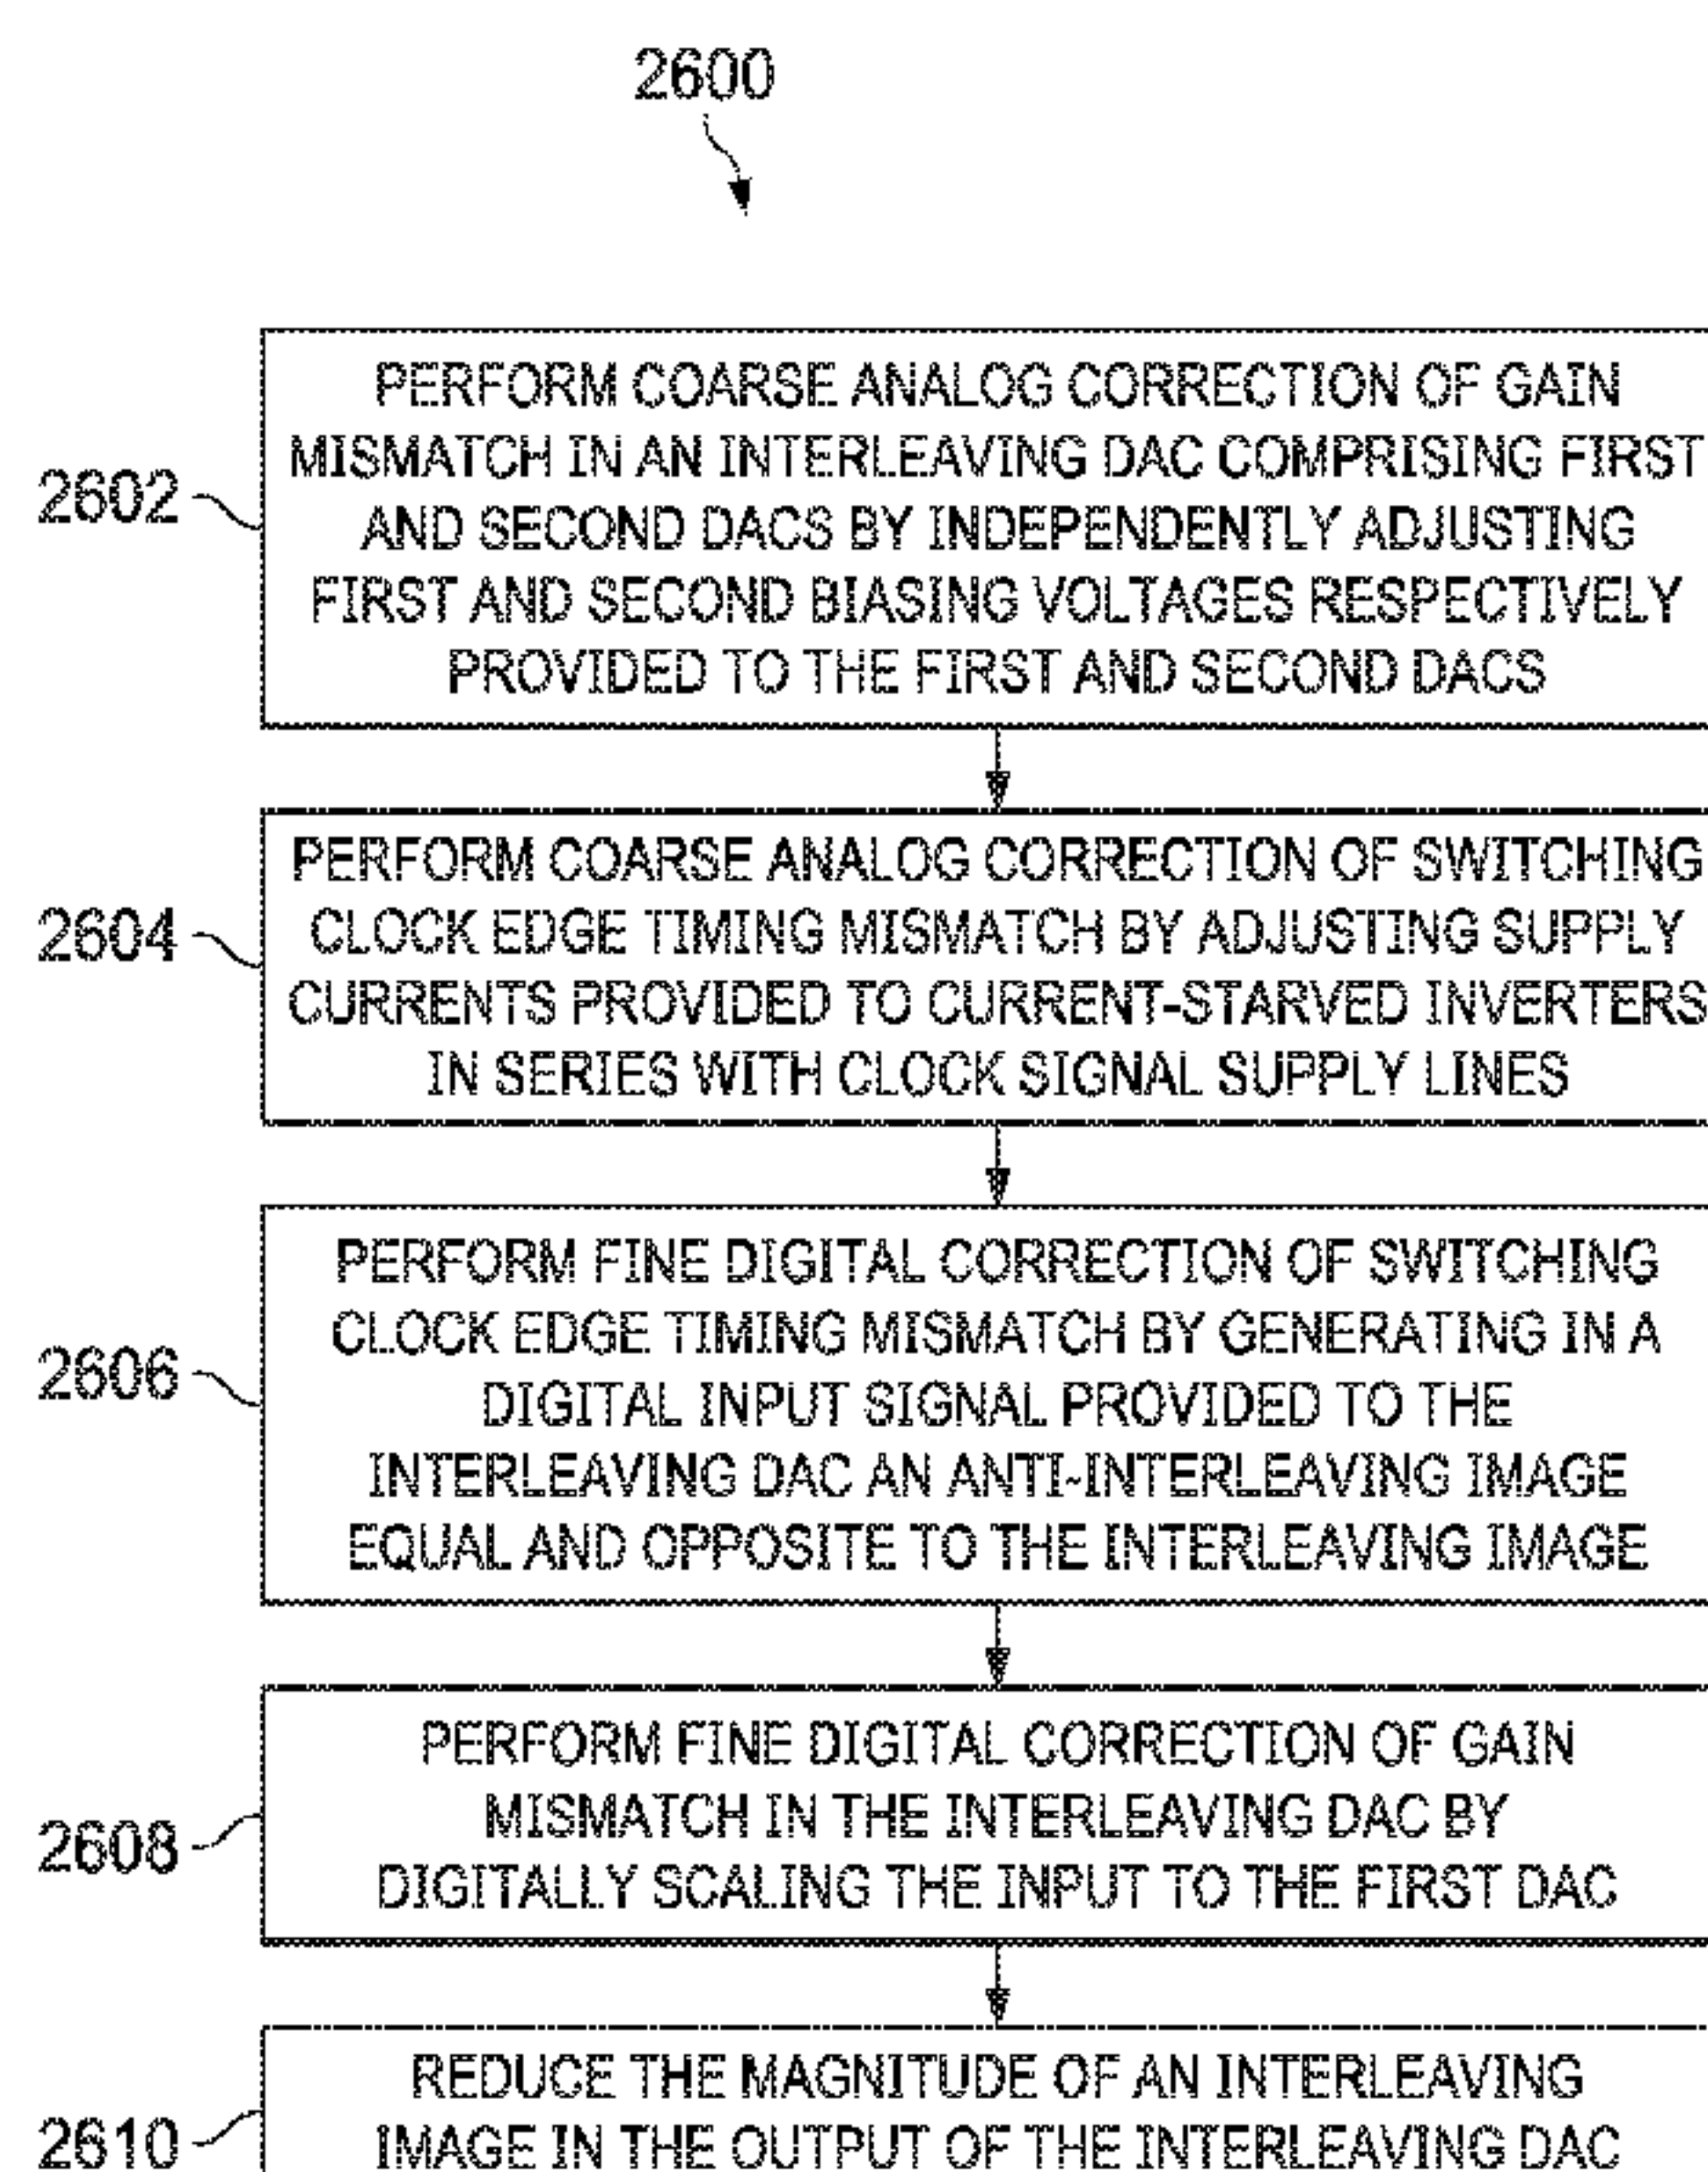 2600
2602
PERFORM COARSE ANALOG CORRECTION OF GAIN
MISMATCH IN AN INTERLEAVING DAC COMPRISING FIRST
AND SECOND DACS BY INDEPENDENTLY ADJUSTING
FIRST AND SECOND BIASING VOLTAGES RESPECTIVELY
PROVIDED TO THE FIRST AND SECOND DACS
2604
PERFORM COARSE ANALOG CORRECTION OF SWITCHING
CLOCK EDGE TIMING MISMATCH BY ADJUSTING SUPPLY
CURRENTS PROVIDED TO CURRENT-STARVED INVERTERS
IN SERIES WITH CLOCK SIGNAL SUPPLY LINES
2606
PERFORM FINE DIGITAL CORRECTION OF SWITCHING
CLOCK EDGE TIMING MISMATCH BY GENERATING IN A
DIGITAL INPUT SIGNAL PROVIDED TO THE
INTERLEAVING DAC AN ANTI-INTERLEAVING IMAGE
EQUAL AND OPPOSITE TO THE INTERLEAVING IMAGE
2608
PERFORM FINE DIGITAL CORRECTION OF GAIN
MISMATCH IN THE INTERLEAVING DAC BY
DIGITALLY SCALING THE INPUT TO THE FIRST DAC
2610
REDUCE THE MAGNITUDE OF AN INTERLEAVING
IMAGE IN THE OUTPUT OF THE INTERLEAVING DAC